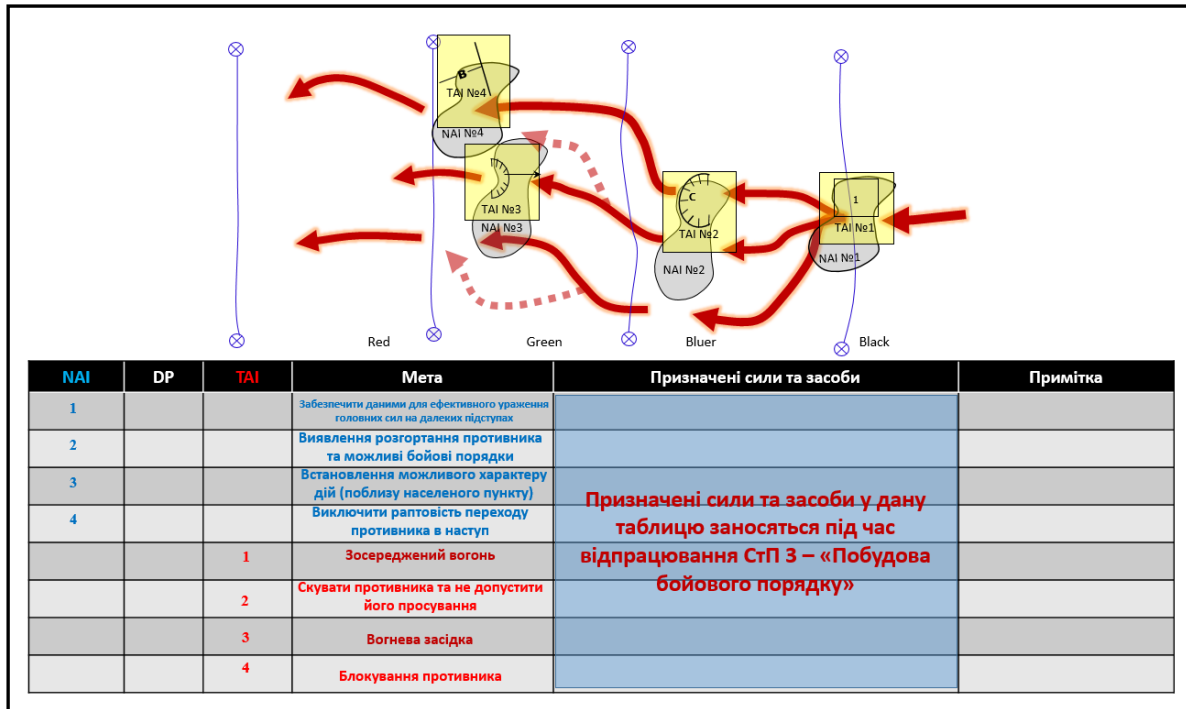 B
TAI №4
NAI №4
TAI №3
NAI №3
C
TAI №2
NAI №2
1
TAI №1
NAI №1
Red
Green
Bluer
Black
NAI
DP
TAI
Мета
Призначені сили та засоби
Примітка
1
Забезпечити даними для ефективного ураження
головних сил на далеких підступах
2
Виявлення розгортання противника
та можливі бойові порядки
3
Встановлення можливого характеру
дій (поблизу населеного пункту)
4
Виключити раптовість переходу
противника в наступ
1
Зосереджений вогонь
2
Скувати противника та не допустити
його просування
3
Вогнева засідка
4
Блокування противника
Призначені сили та засоби у дану
таблицю заносяться під час
відпрацювання СтП 3 – «Побудова
бойового порядку»